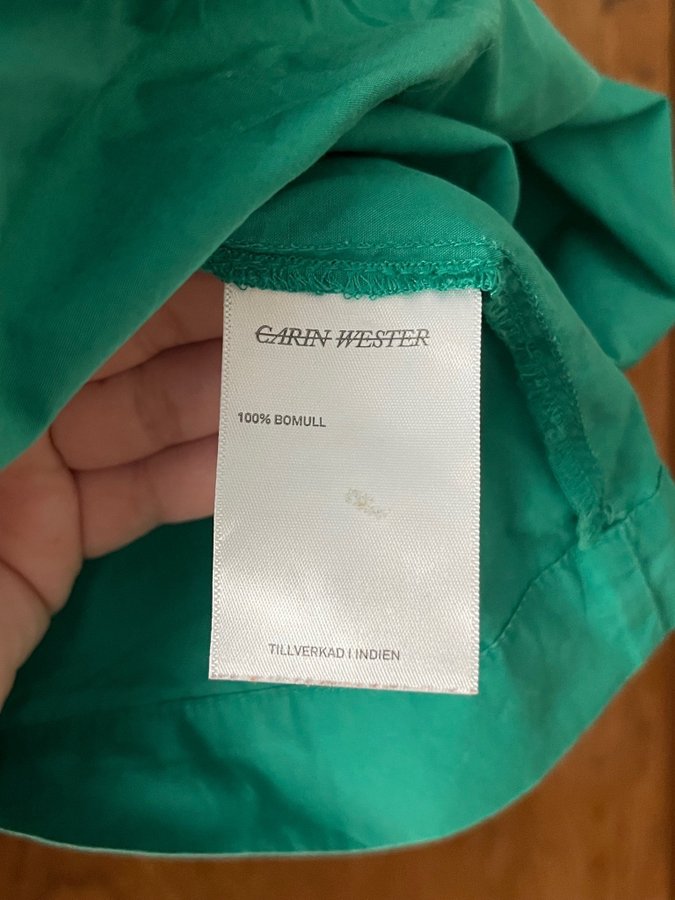 CARIN WESTER
100% BOMULL
TILLVERKAD I INDIEN